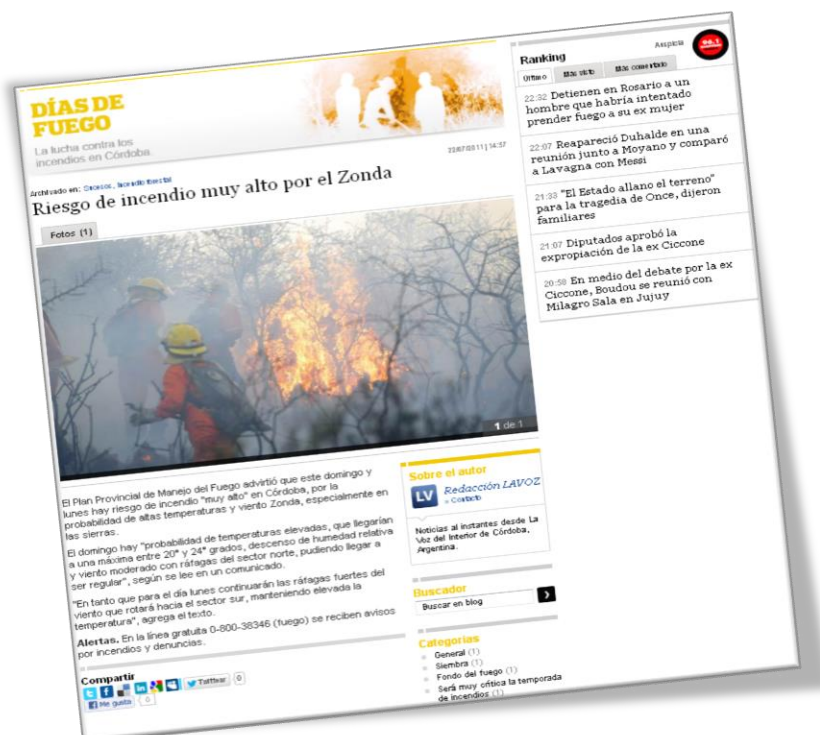 DÍAS DE
FUEGO
La lucha contra los
incendios en Córdoba
22/07/2011 | 14:37
Archivado en: Sucesos, Incendio forestal
Riesgo de incendio muy alto por el Zonda
Fotos (1)
1 de 1
El Plan Provincial de Manejo del Fuego advirtió que este domingo y
lunes hay riesgo de incendio "muy alto" en Córdoba, por la
probabilidad de altas temperaturas y viento Zonda, especialmente en
las sierras.
El domingo hay "probabilidad de temperaturas elevadas, que llegarían
a una máxima entre 20° y 24° grados, descenso de humedad relativa
y viento moderado con ráfagas del sector norte, pudiendo llegar a
ser regular", según se lee en un comunicado.
"En tanto que para el día lunes continuarán las ráfagas fuertes del
viento que rotará hacia el sector sur, manteniendo elevada la
temperatura", agrega el texto.
Alertas. En la línea gratuita 0-800-38346 (fuego) se reciben avisos
por incendios y denuncias.
Compartir
Twittear 0
Me gusta 0
Sobre el autor
LV Redacción LAVOZ
» Contacto
Noticias al instantes desde La
Voz del Interior de Córdoba,
Argentina.
Buscador
Buscar en blog
Categorías
General (1)
Siembra (1)
Fondo del fuego (1)
Será muy crítica la temporada
de incendios (1)
Ranking
Auspicia
Último Más visto Más comentado
22:32 Detienen en Rosario a un
hombre que habría intentado
prender fuego a su ex mujer
22:07 Reapareció Duhalde en una
reunión junto a Moyano y comparó
a Lavagna con Messi
21:33 "El Estado allano el terreno"
para la tragedia de Once, dijeron
familiares
21:07 Diputados aprobó la
expropiación de la ex Ciccone
20:58 En medio del debate por la ex
Ciccone, Boudou se reunió con
Milagro Sala en Jujuy